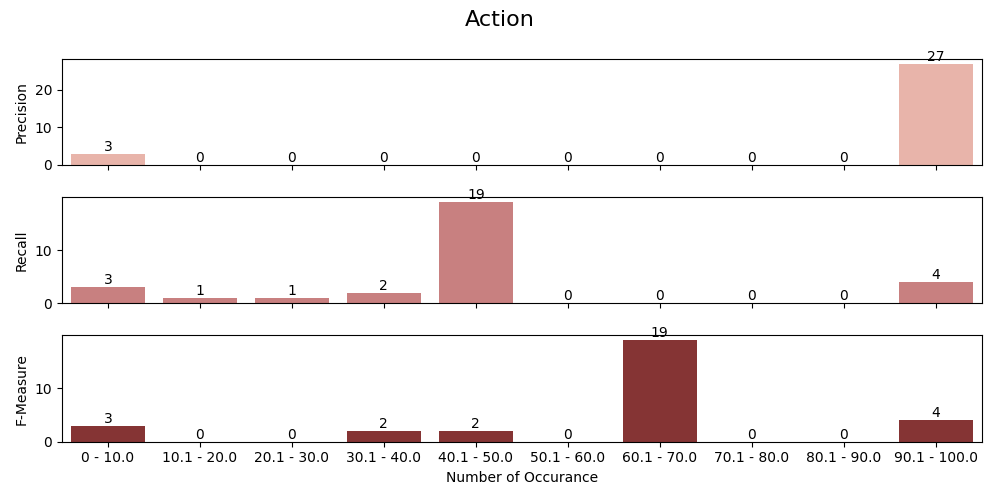 Action
Precision
20
10
0
3 0 0 0 0 0 0 0 0 27
Recall
10
0
3 1 1 2 19 0 0 0 0 4
F-Measure
10
0
3 0 0 2 2 0 19 0 0 4
0 - 10.0 10.1 - 20.0 20.1 - 30.0 30.1 - 40.0 40.1 - 50.0 50.1 - 60.0 60.1 - 70.0 70.1 - 80.0 80.1 - 90.0 90.1 - 100.0
Number of Occurance